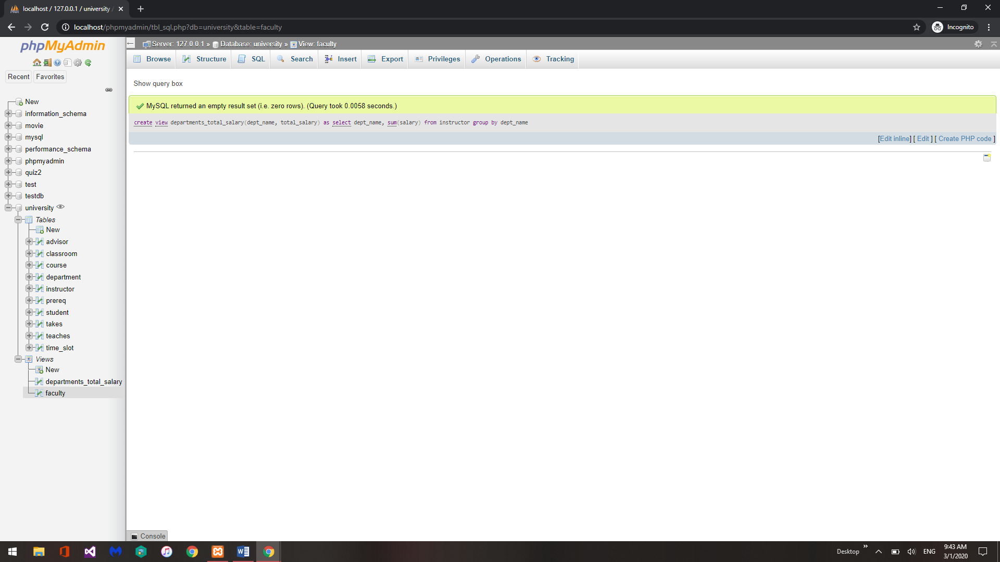 localhost / 127.0.0.1 / university /
localhost/phpmyadmin/tbl_sql.php?db=university&table=faculty
Incognito
phpMyAdmin
Recent
Favorites
New
information_schema
movie
mysql
performance_schema
phpmyadmin
quiz2
test
testdb
university
Tables
New
advisor
classroom
course
department
instructor
prereq
student
takes
teaches
time_slot
Views
New
departments_total_salary
faculty
Server: 127.0.0.1 » Database: university » View: faculty
Browse Structure SQL Search Insert Export Privileges Operations Tracking
Show query box
MySQL returned an empty result set (i.e. zero rows). (Query took 0.0058 seconds.)
create view departments_total_salary(dept_name, total_salary) as select dept_name, sum(salary) from instructor group by dept_name
[Edit inline] [ Edit ] [ Create PHP code ]
Console
Desktop
ENG
9:43 AM
3/1/2020